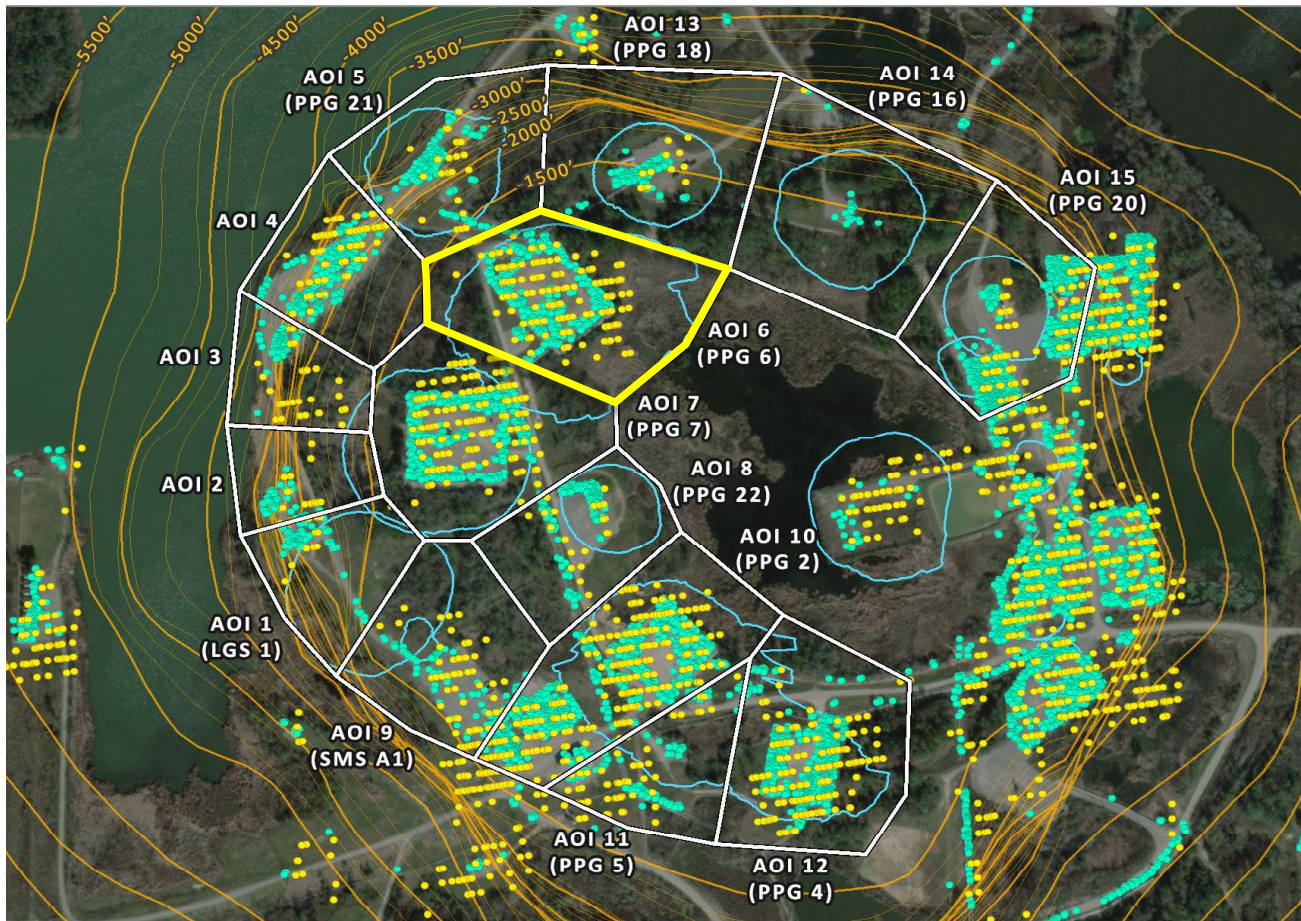 -5500'
-5000'
-4500'
-4000'
-3500'
-3000'
-2500'
-2000'
-1500'
AOI 13
(PPG 18)
AOI 5
(PPG 21)
AOI 14
(PPG 16)
AOI 15
(PPG 20)
AOI 4
AOI 3
AOI 6
(PPG 6)
AOI 7
(PPG 7)
AOI 8
(PPG 22)
AOI 2
AOI 10
(PPG 2)
AOI 1
(LGS 1)
AOI 9
(SMS A1)
AOI 11
(PPG 5)
AOI 12
(PPG 4)